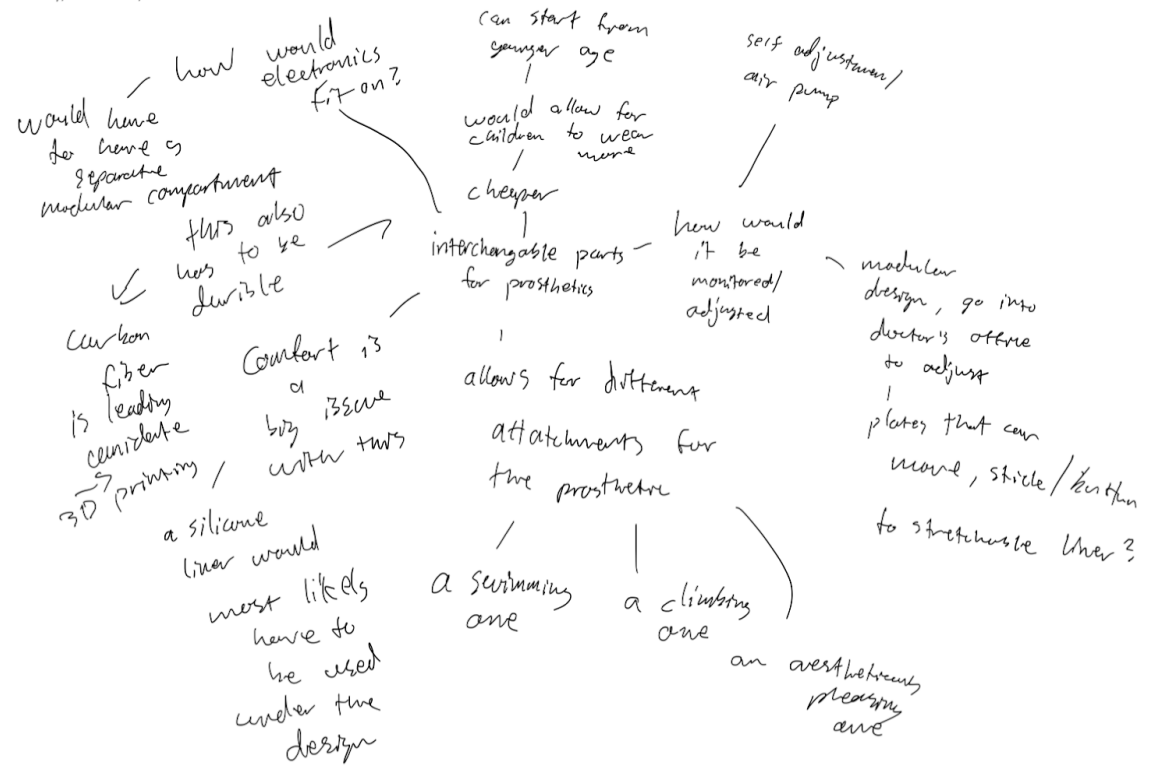 how would
electronics
fit on?
would have
to have a
separate
modular compartment
can start from
younger age
would allow for
children to wear
more
cheaper
interchangable parts
for prosthetics
self adjustment/
air pump
how would
it be
monitored/
adjusted
modular
design, go into
doctor's office
to adjust
plates that can
move, stick/button
to stretchable liner?
this also
has to be
durible
carbon
fiber
is leading
canidate
3D printing
Comfort is
a
big issue
with this
a silicone
liner would
most likely
have to
be used
under the
design
allows for different
attatchments for
the prosthetic
a swimming
one
a climbing
one
an aesthetically
pleasing
one